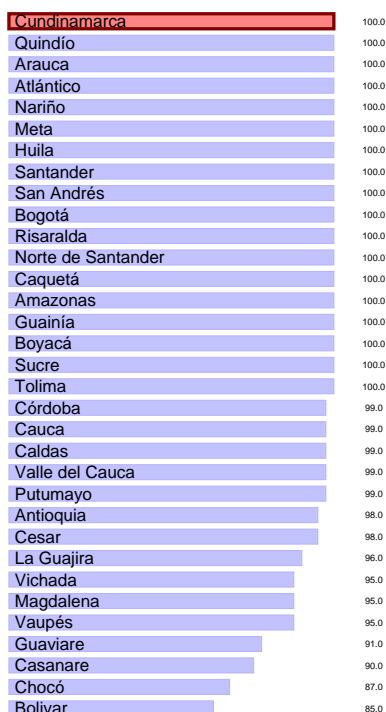 Cundinamarca 100.0
Quindío 100.0
Arauca 100.0
Atlántico 100.0
Nariño 100.0
Meta 100.0
Huila 100.0
Santander 100.0
San Andrés 100.0
Bogotá 100.0
Risaralda 100.0
Norte de Santander 100.0
Caquetá 100.0
Amazonas 100.0
Guainía 100.0
Boyacá 100.0
Sucre 100.0
Tolima 100.0
Córdoba 99.0
Cauca 99.0
Caldas 99.0
Valle del Cauca 99.0
Putumayo 99.0
Antioquia 98.0
Cesar 98.0
La Guajira 96.0
Vichada 95.0
Magdalena 95.0
Vaupés 95.0
Guaviare 91.0
Casanare 90.0
Chocó 87.0
Bolivar 85.0